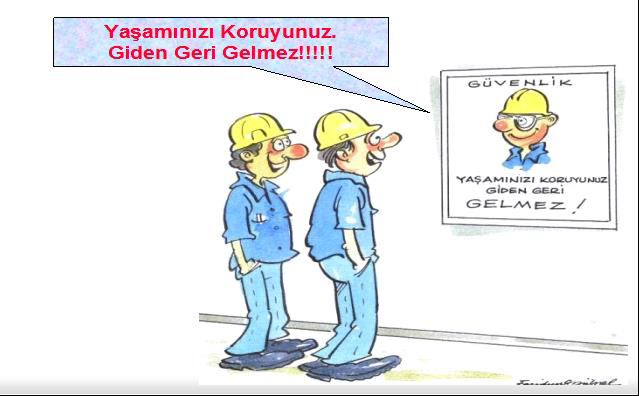 Yaşamınızı Koruyunuz.
Giden Geri Gelmez!!!!!
GÜVENLİK
YAŞAMINIZI KORUYUNUZ
GİDEN GERİ
GELMEZ!